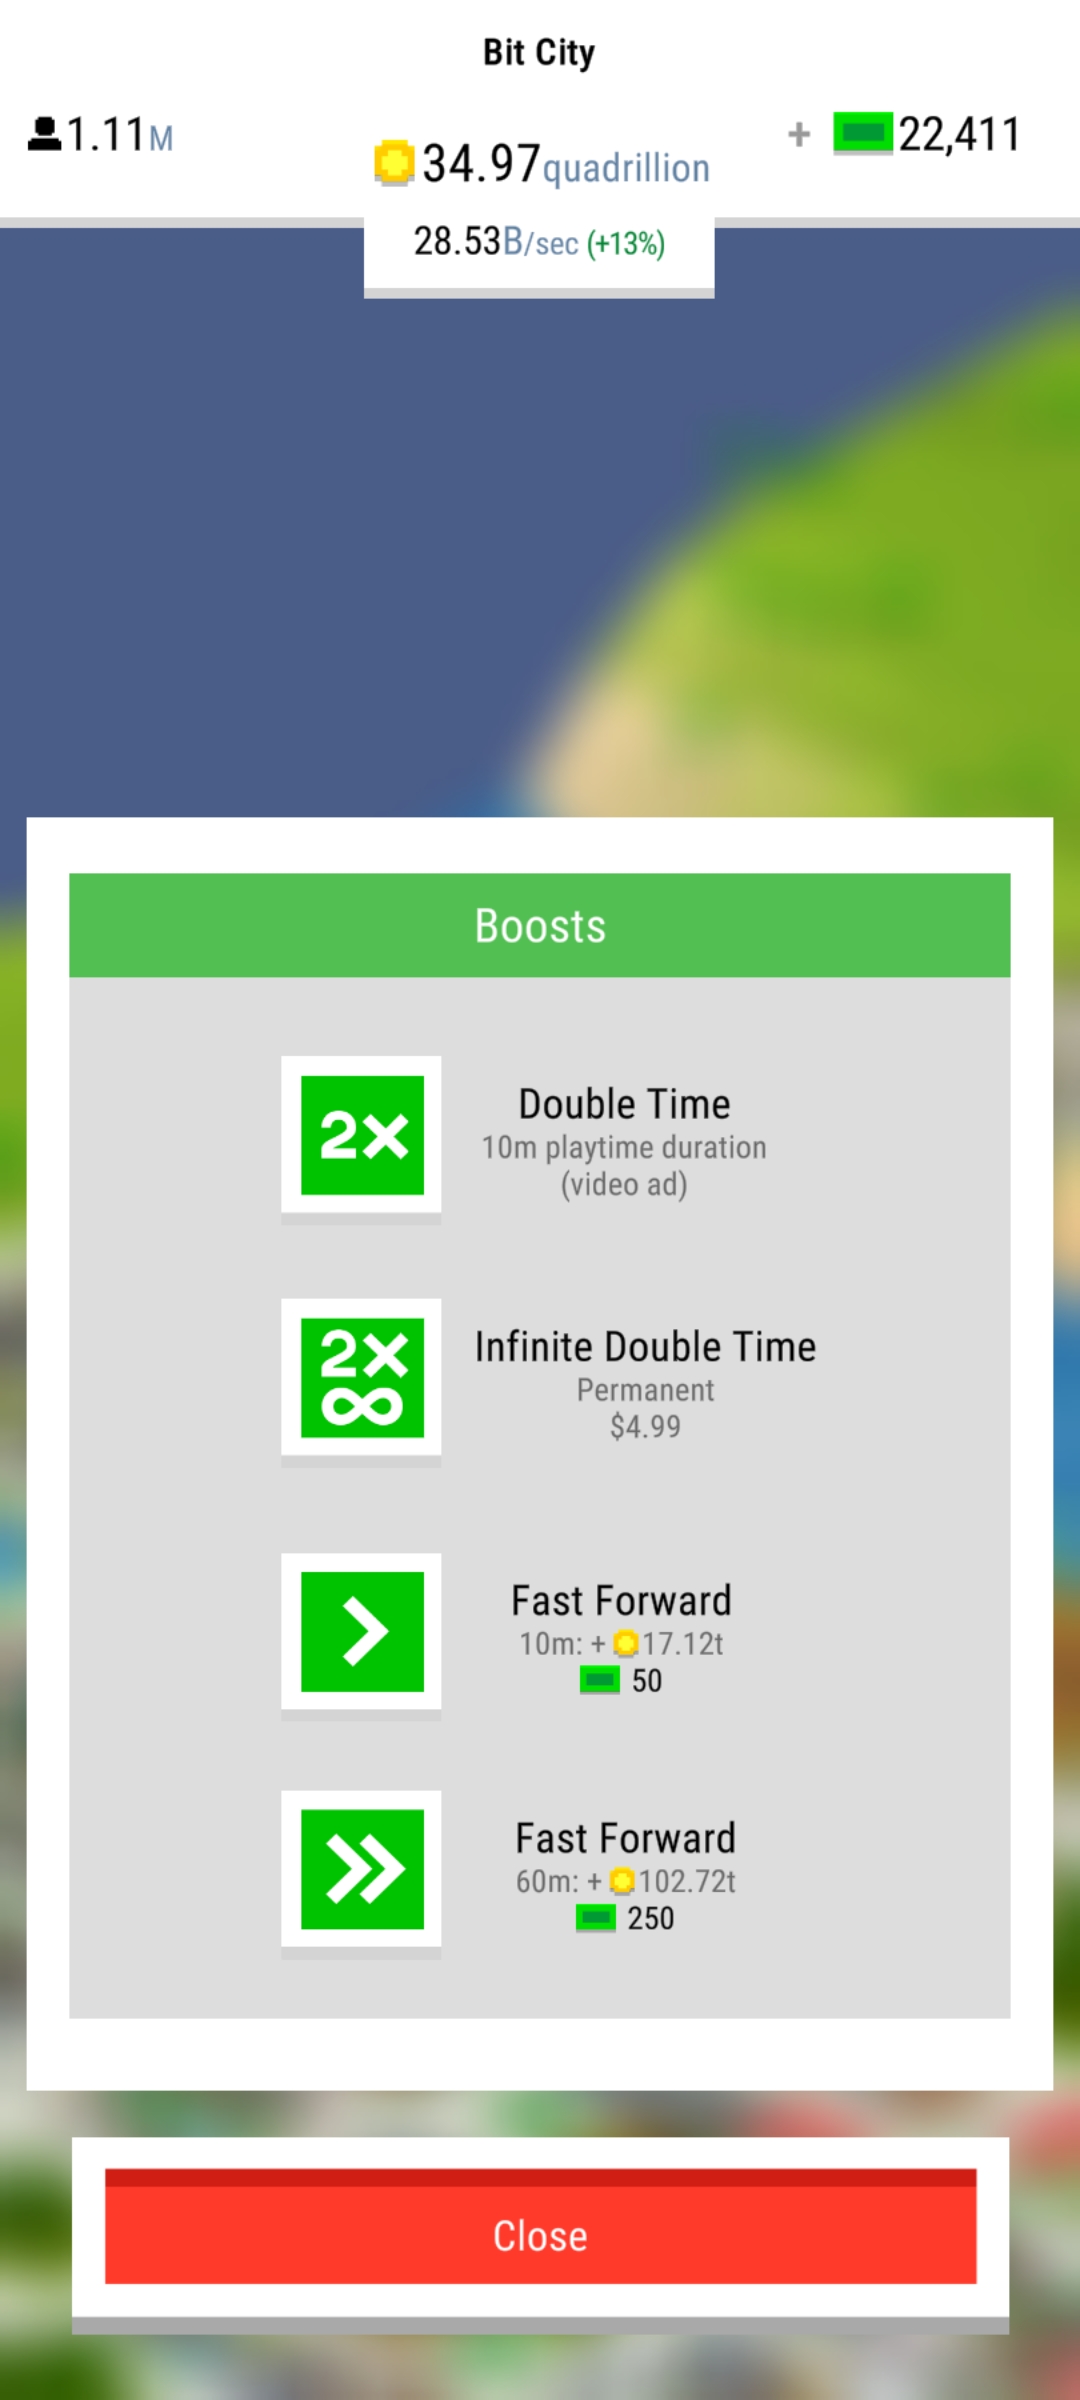 Bit City
1.11M
34.97quadrillion
+ 22,411
28.53B/sec (+13%)
Boosts
2×
Double Time
10m playtime duration
(video ad)
2×
∞
Infinite Double Time
Permanent
$4.99
Fast Forward
10m: + 17.12t
50
Fast Forward
60m: + 102.72t
250
Close